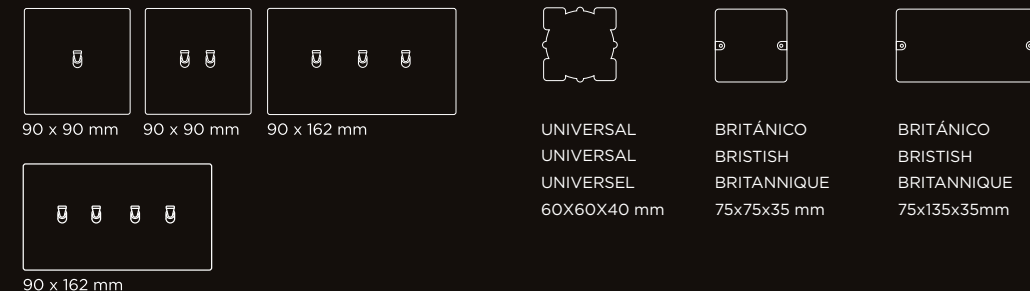 90 x 90 mm
90 x 90 mm
90 x 162 mm
90 x 162 mm
UNIVERSAL
UNIVERSAL
UNIVERSEL
60X60X40 mm
BRITÁNICO
BRISTISH
BRITANNIQUE
75x75x35 mm
BRITÁNICO
BRISTISH
BRITANNIQUE
75x135x35mm